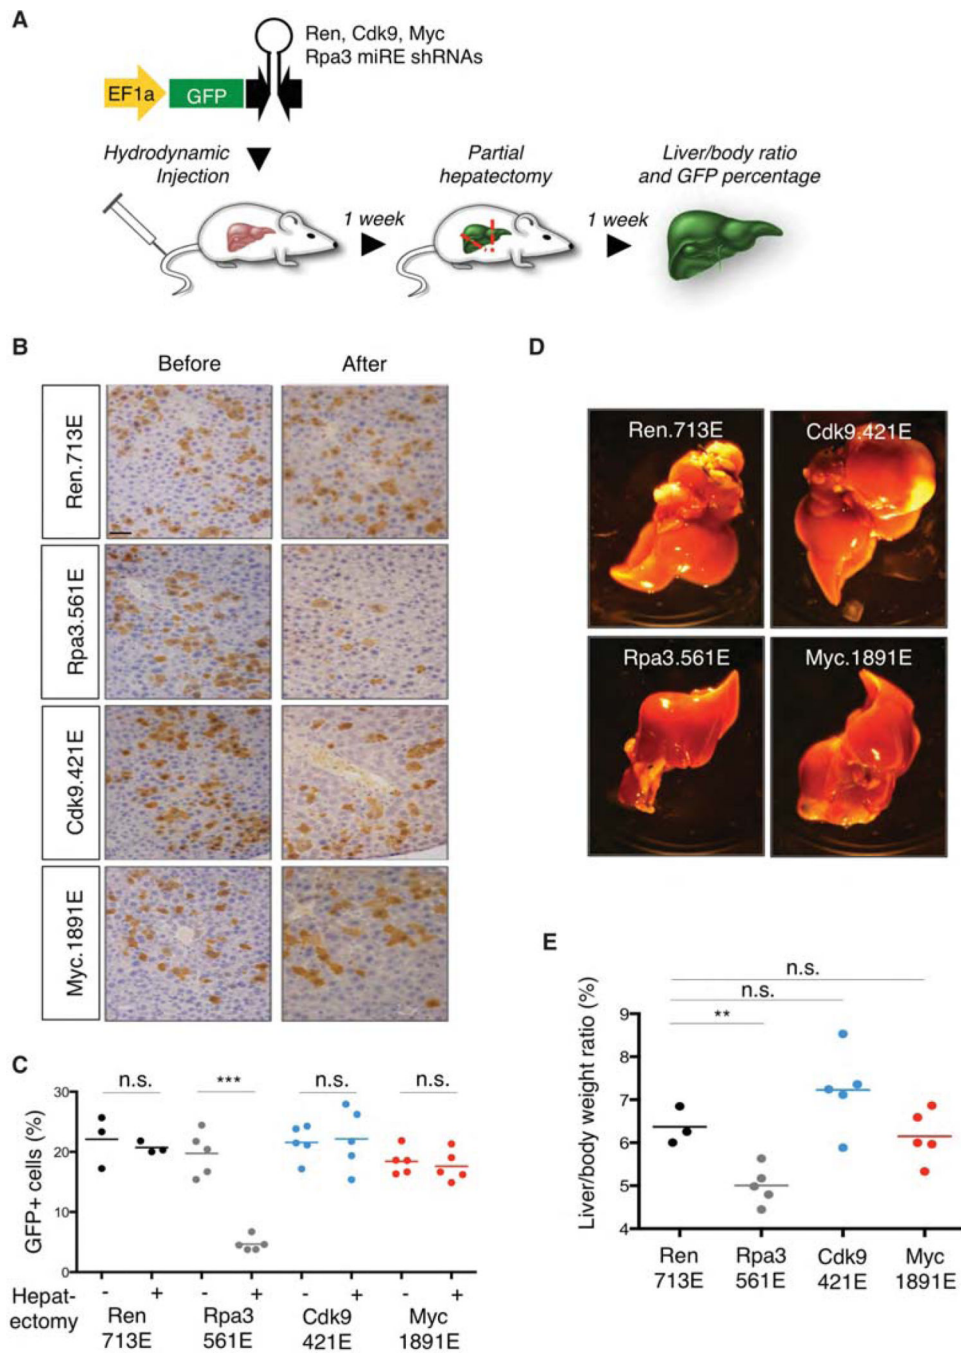 A
Ren, Cdk9, Myc
Rpa3 miRE shRNAs
EF1a
GFP
Hydrodynamic
Injection
Partial
hepatectomy
Liver/body ratio
and GFP percentage
1 week
1 week
B
Before
After
Ren.713E
Rpa3.561E
Cdk9.421E
Myc.1891E
C
n.s.
***
n.s.
n.s.
GFP+ cells (%)
30
20
10
0
Hepat-
ectomy
- + - + - + - +
Ren
713E
Rpa3
561E
Cdk9
421E
Myc
1891E
D
Ren.713E
Cdk9.421E
Rpa3.561E
Myc.1891E
E
n.s.
n.s.
**
Liver/body weight ratio (%)
9
7
6
5
4
Ren
713E
Rpa3
561E
Cdk9
421E
Myc
1891E